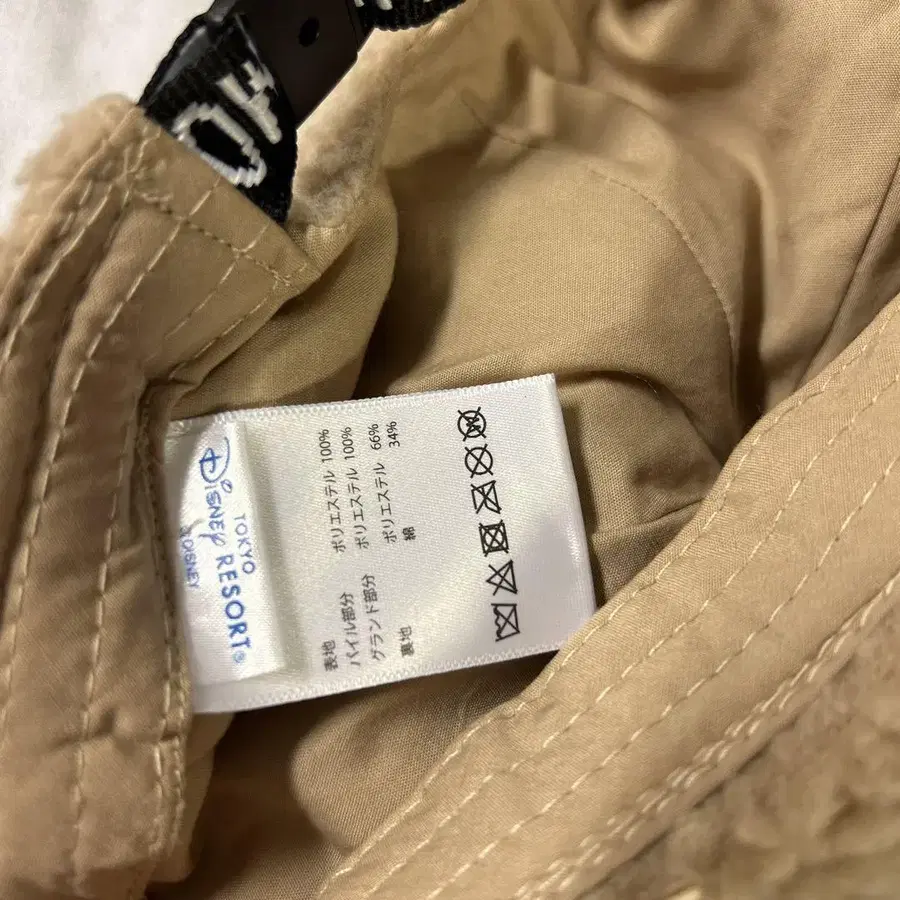 TOKYO
DISNEY RESORT®
©DISNEY
表地
パイル部分 ポリエステル 100%
グランド部分 ポリエステル 100%
裏地 ポリエステル 66%
綿 34%